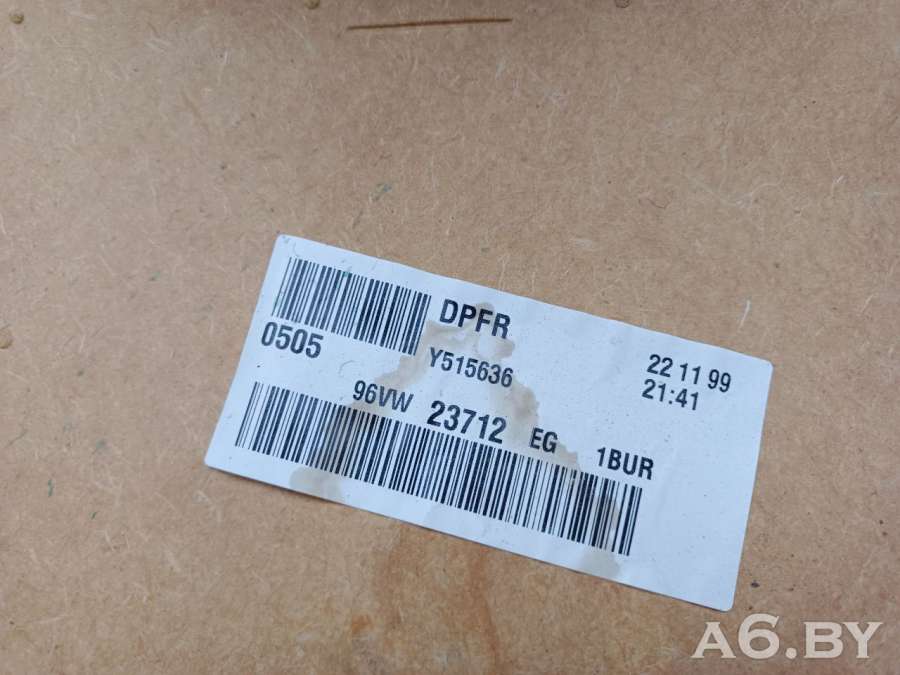 DPFR
0505
Y515636
22 11 99
21:41
96VW 23712 EG 1BUR
A6.BY